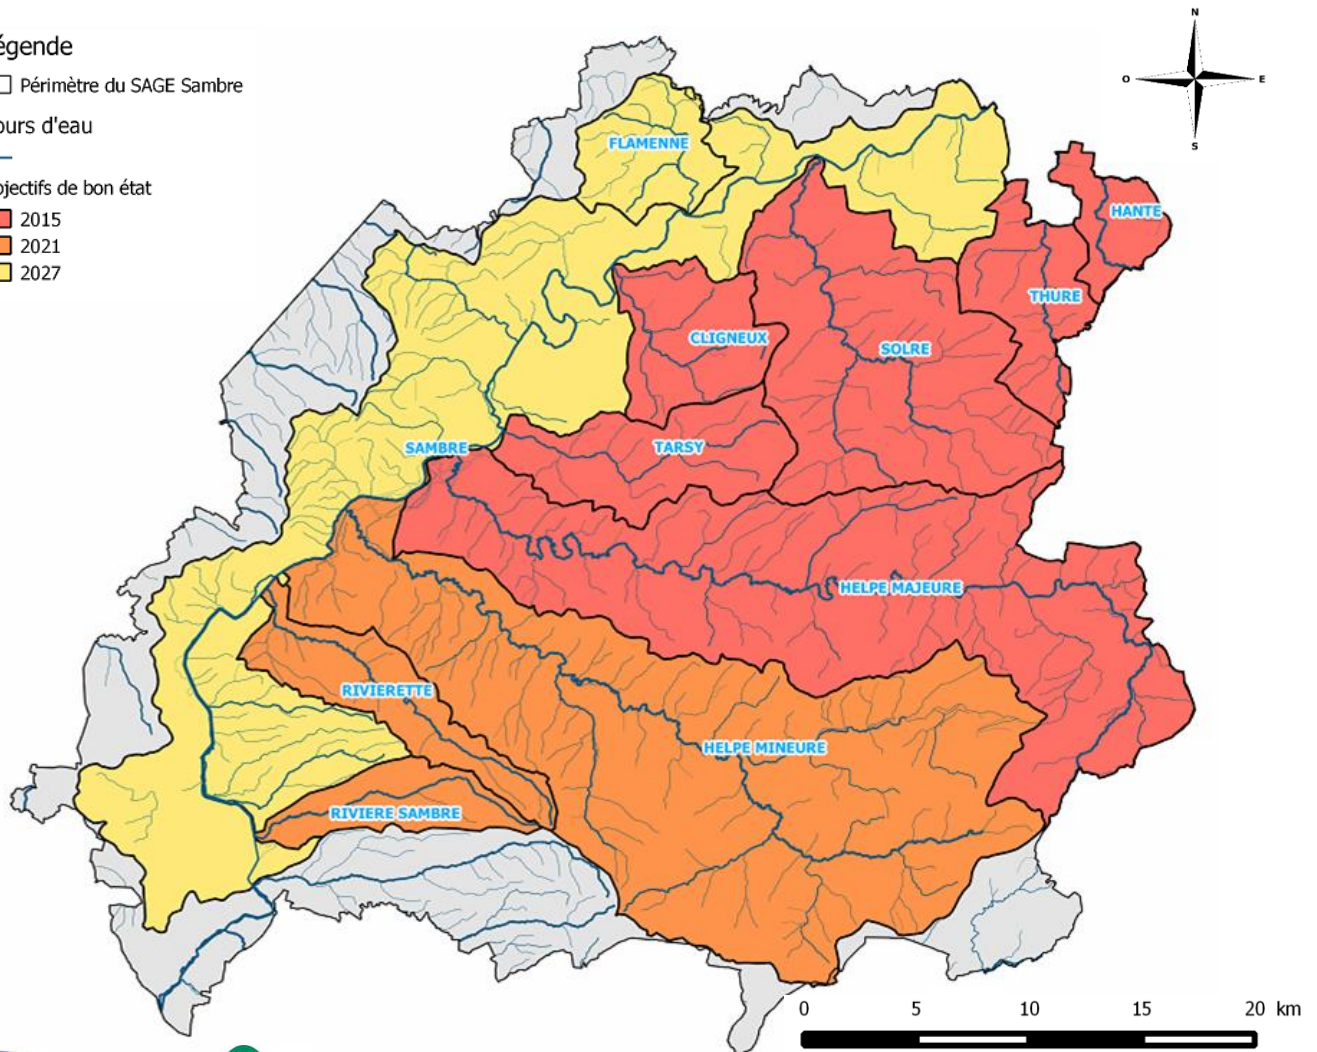 égende
Périmètre du SAGE Sambre
ours d'eau
jectifs de bon état
2015
2021
2027
N
O
E
S
FLAMENNE
HANTE
THURE
CLIGNEUX
SOLRE
SAMBRE
TARSY
HELPE MAJEURE
RIVIERETTE
HELPE MINEURE
RIVIERE SAMBRE
0 5 10 15 20 km